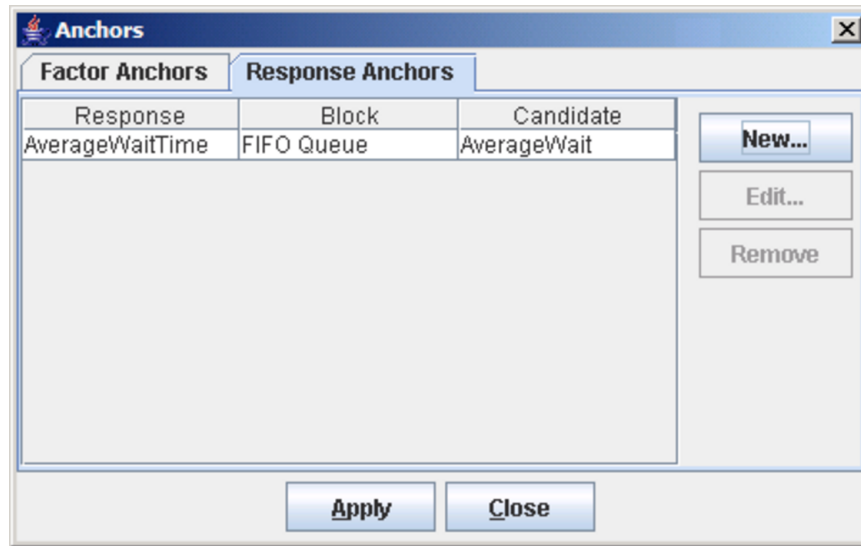 Anchors
Factor Anchors Response Anchors
Response Block Candidate
AverageWaitTime FIFO Queue AverageWait
New...
Edit...
Remove
Apply Close